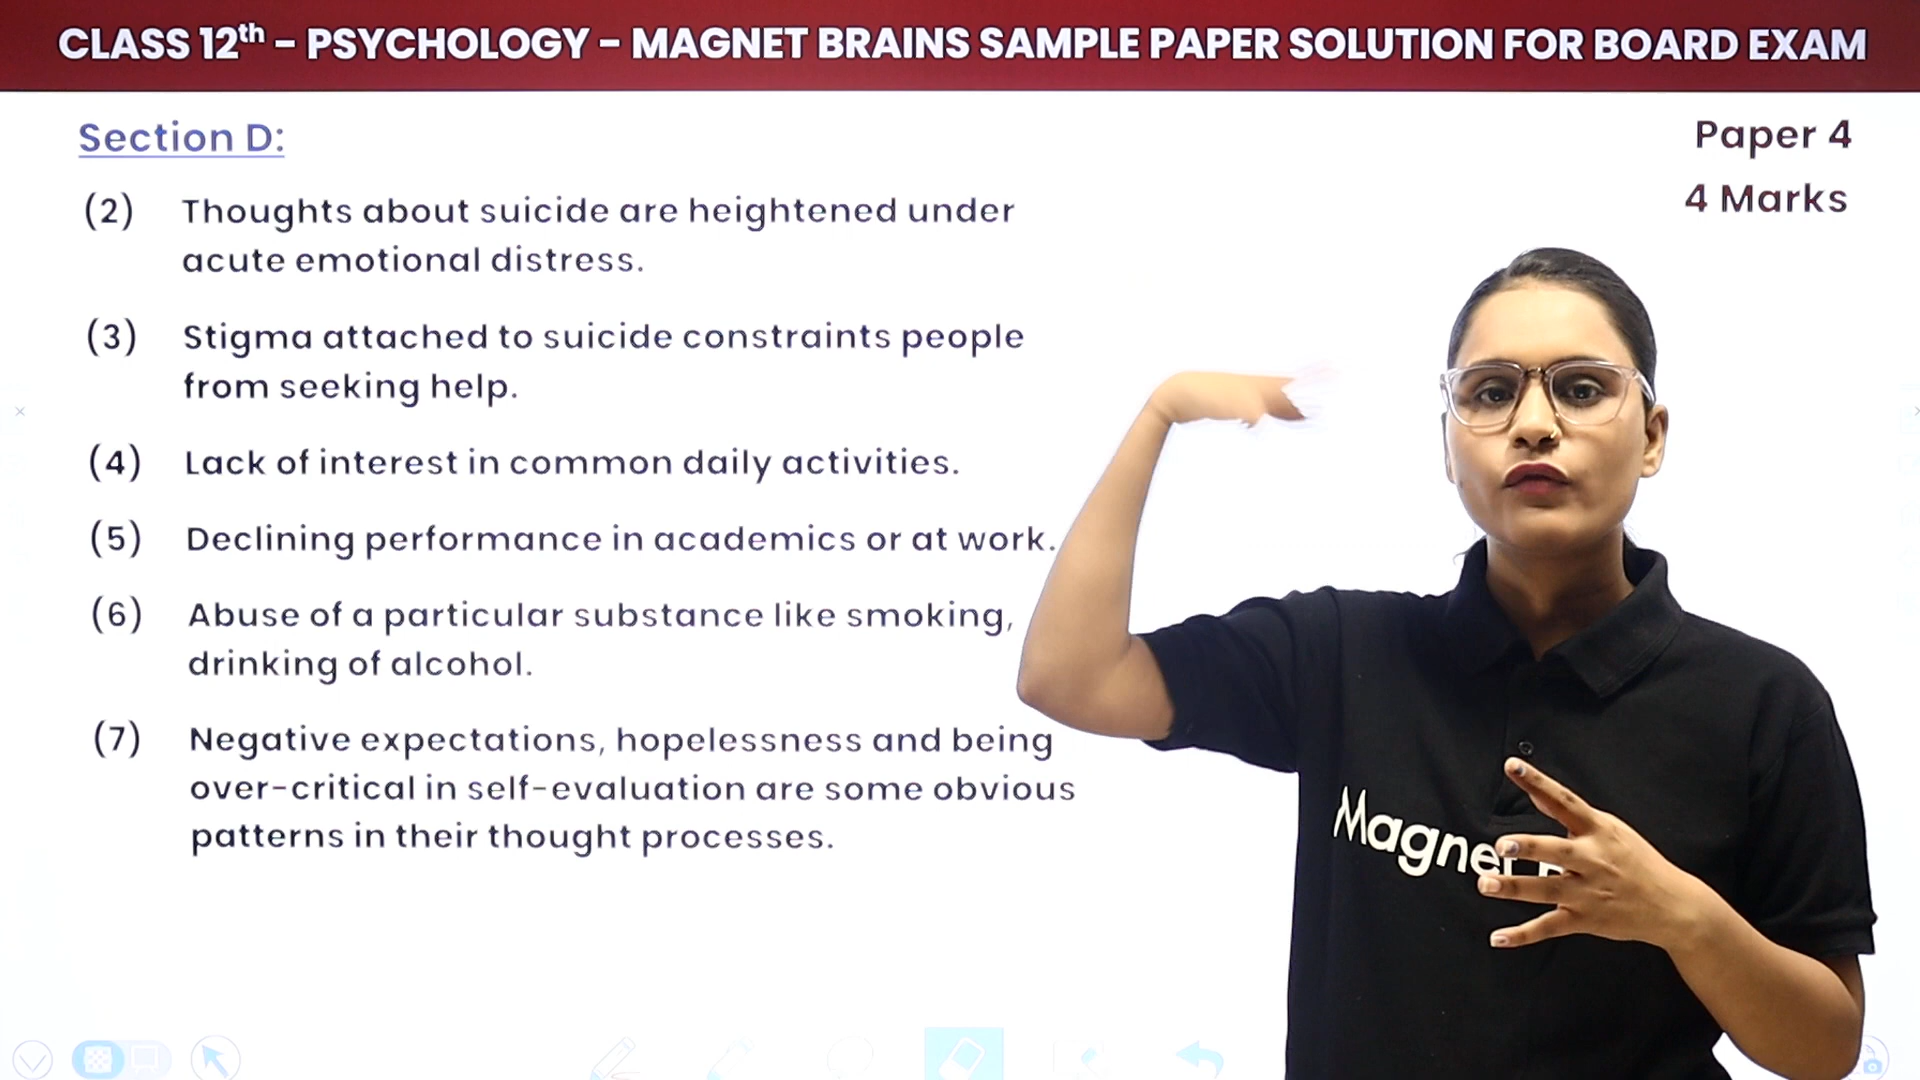 CLASS 12th – PSYCHOLOGY – MAGNET BRAINS SAMPLE PAPER SOLUTION FOR BOARD EXAM
Section D:
Paper 4
4 Marks
(2) Thoughts about suicide are heightened under
acute emotional distress.
(3) Stigma attached to suicide constraints people
from seeking help.
(4) Lack of interest in common daily activities.
(5) Declining performance in academics or at work.
(6) Abuse of a particular substance like smoking,
drinking of alcohol.
(7) Negative expectations, hopelessness and being
over-critical in self-evaluation are some obvious
patterns in their thought processes.
Magnet